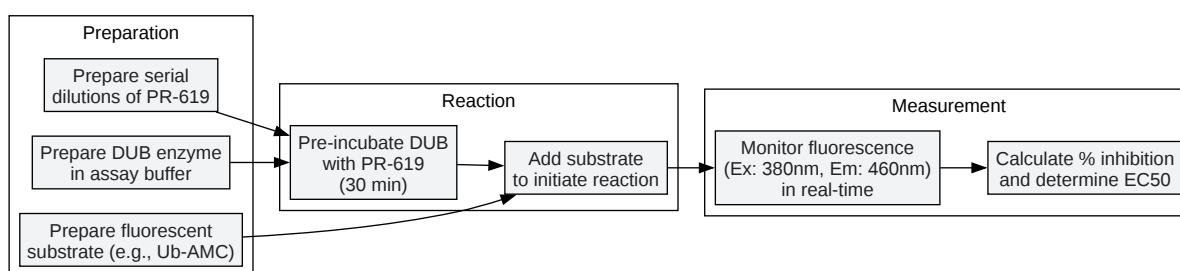 Preparation
Prepare serial
dilutions of PR-619
Prepare DUB enzyme
in assay buffer
Prepare fluorescent
substrate (e.g., Ub-AMC)
Reaction
Pre-incubate DUB
with PR-619
(30 min)
Add substrate
to initiate reaction
Measurement
Monitor fluorescence
(Ex: 380nm, Em: 460nm)
in real-time
Calculate % inhibition
and determine EC50